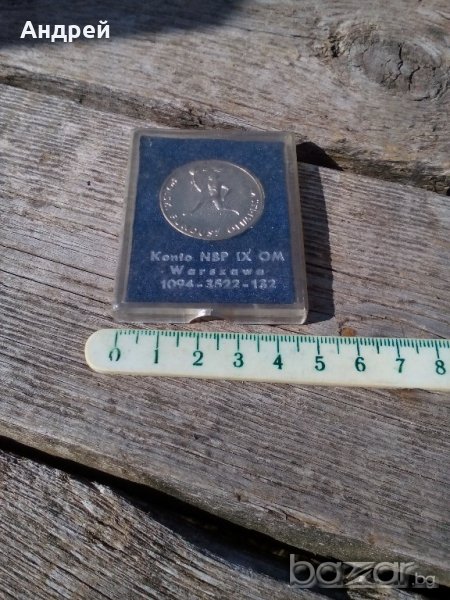 Андрей
Konto NBP IX OM
Warszawa
1094-3522-132
0 1 2 3 4 5 6 7 8
bazar.bg